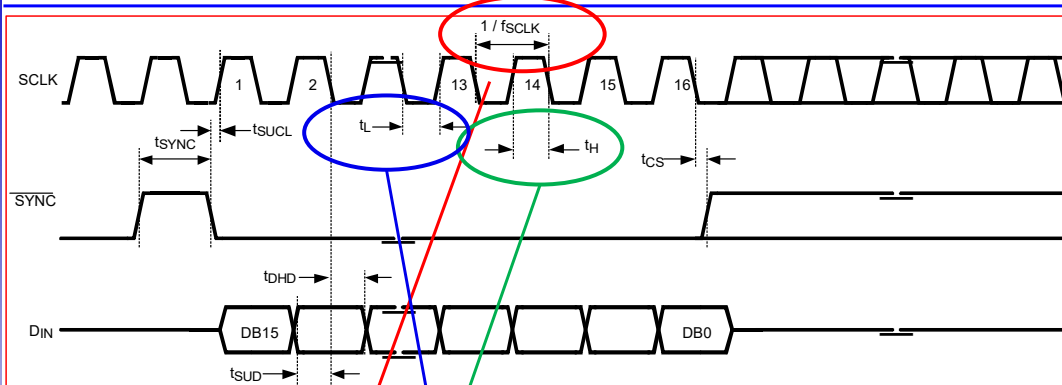 1 / fSCLK
SCLK
1
2
13
14
15
16
tL
tH
tSUCL
tSYNC
tCS
SYNC
tDHD
DIN
DB15
DB0
tSUD